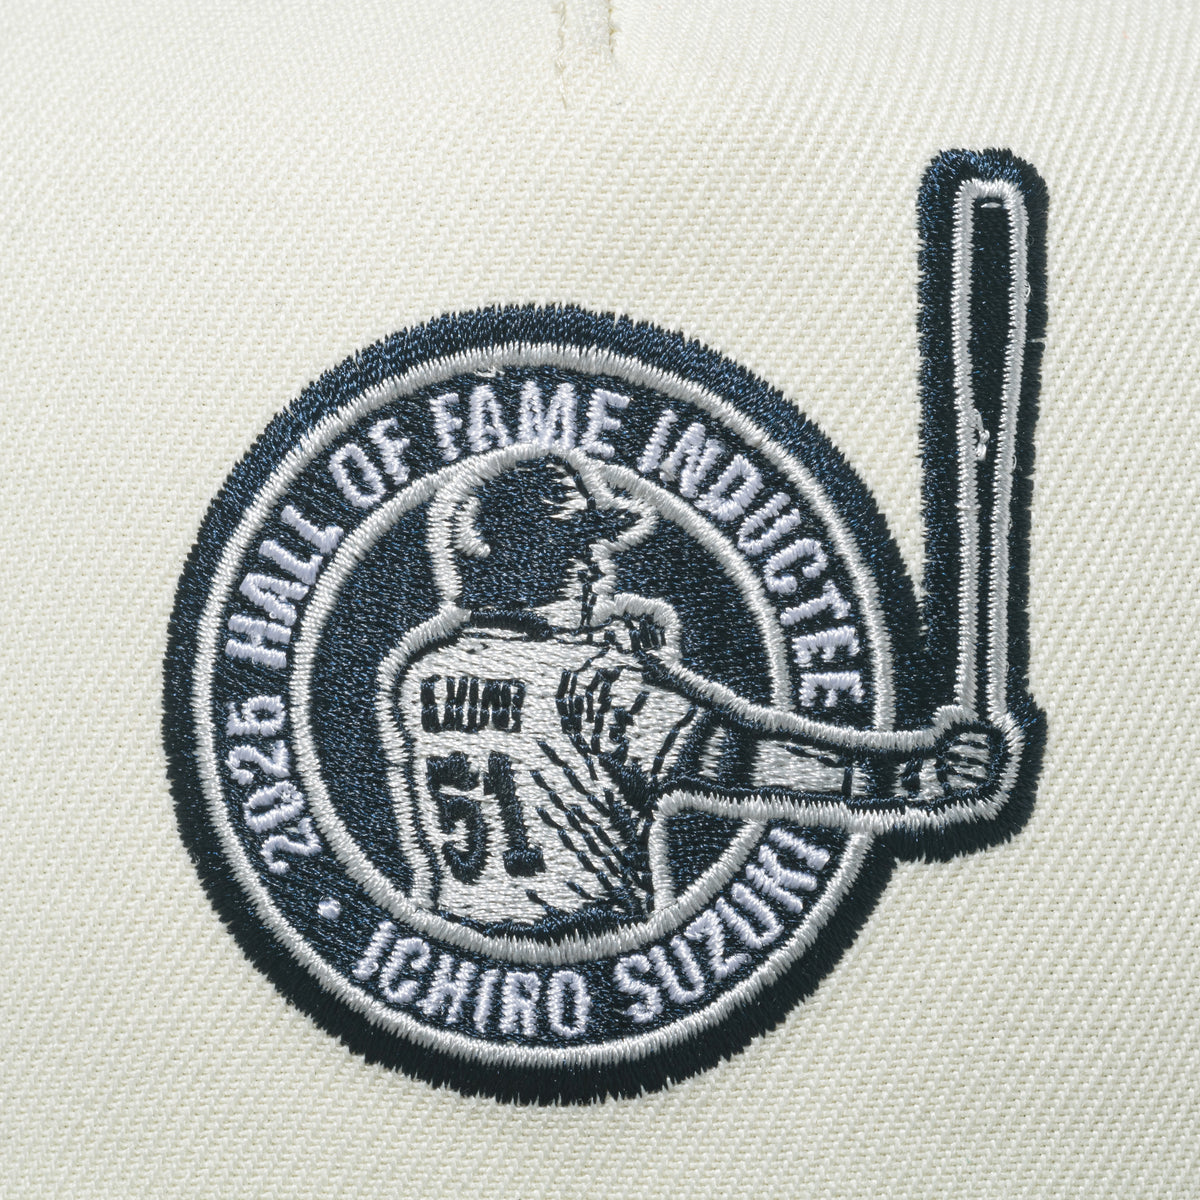 2025 HALL OF FAME INDUCTEE
· ICHIRO SUZUKI
51